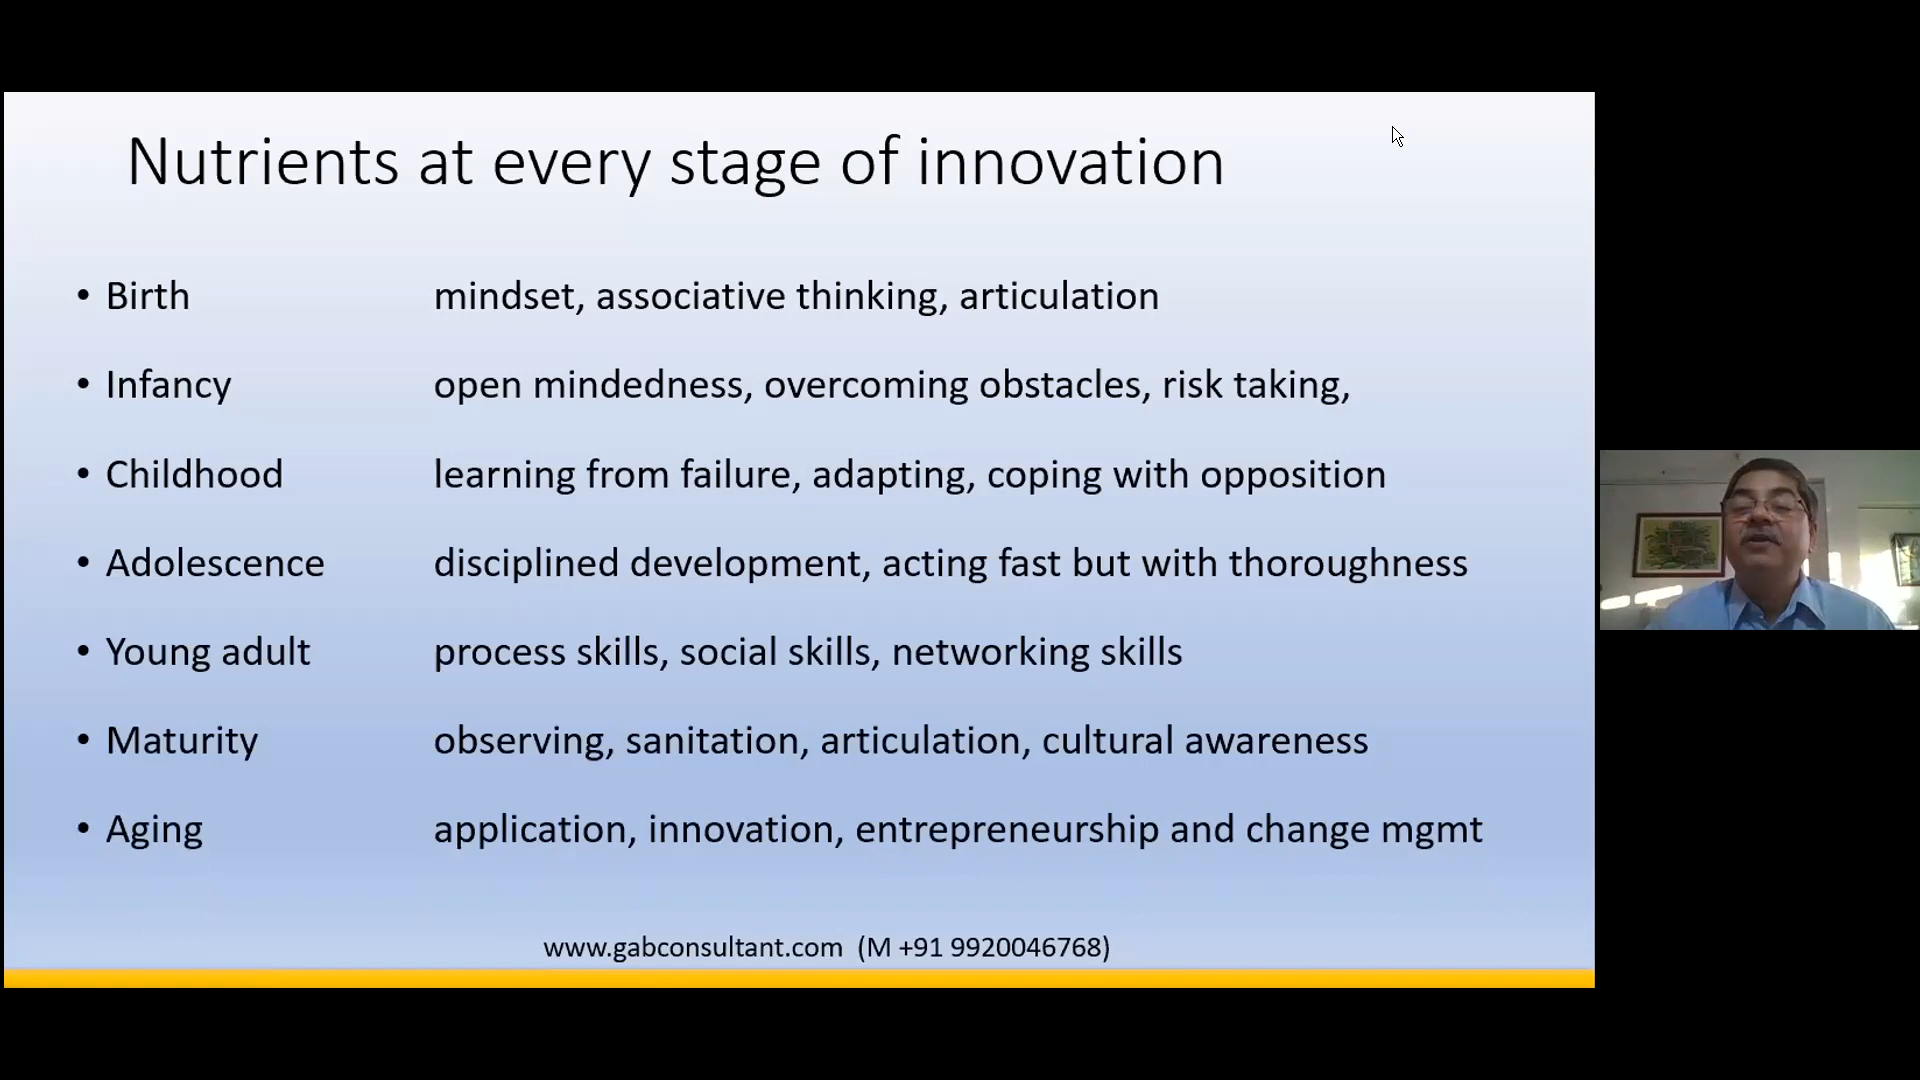 Nutrients at every stage of innovation
• Birth mindset, associative thinking, articulation
• Infancy open mindedness, overcoming obstacles, risk taking,
• Childhood learning from failure, adapting, coping with opposition
• Adolescence disciplined development, acting fast but with thoroughness
• Young adult process skills, social skills, networking skills
• Maturity observing, sanitation, articulation, cultural awareness
• Aging application, innovation, entrepreneurship and change mgmt
www.gabconsultant.com (M +91 9920046768)